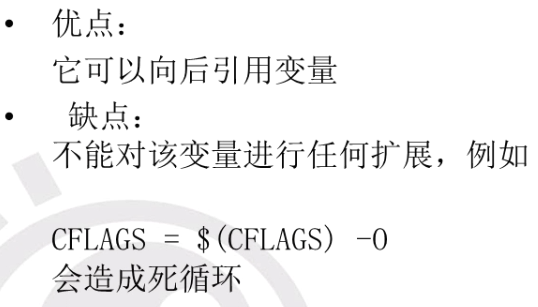 • 优点:
它可以向后引用变量
• 缺点:
不能对该变量进行任何扩展，例如
CFLAGS = $(CFLAGS) -O
会造成死循环